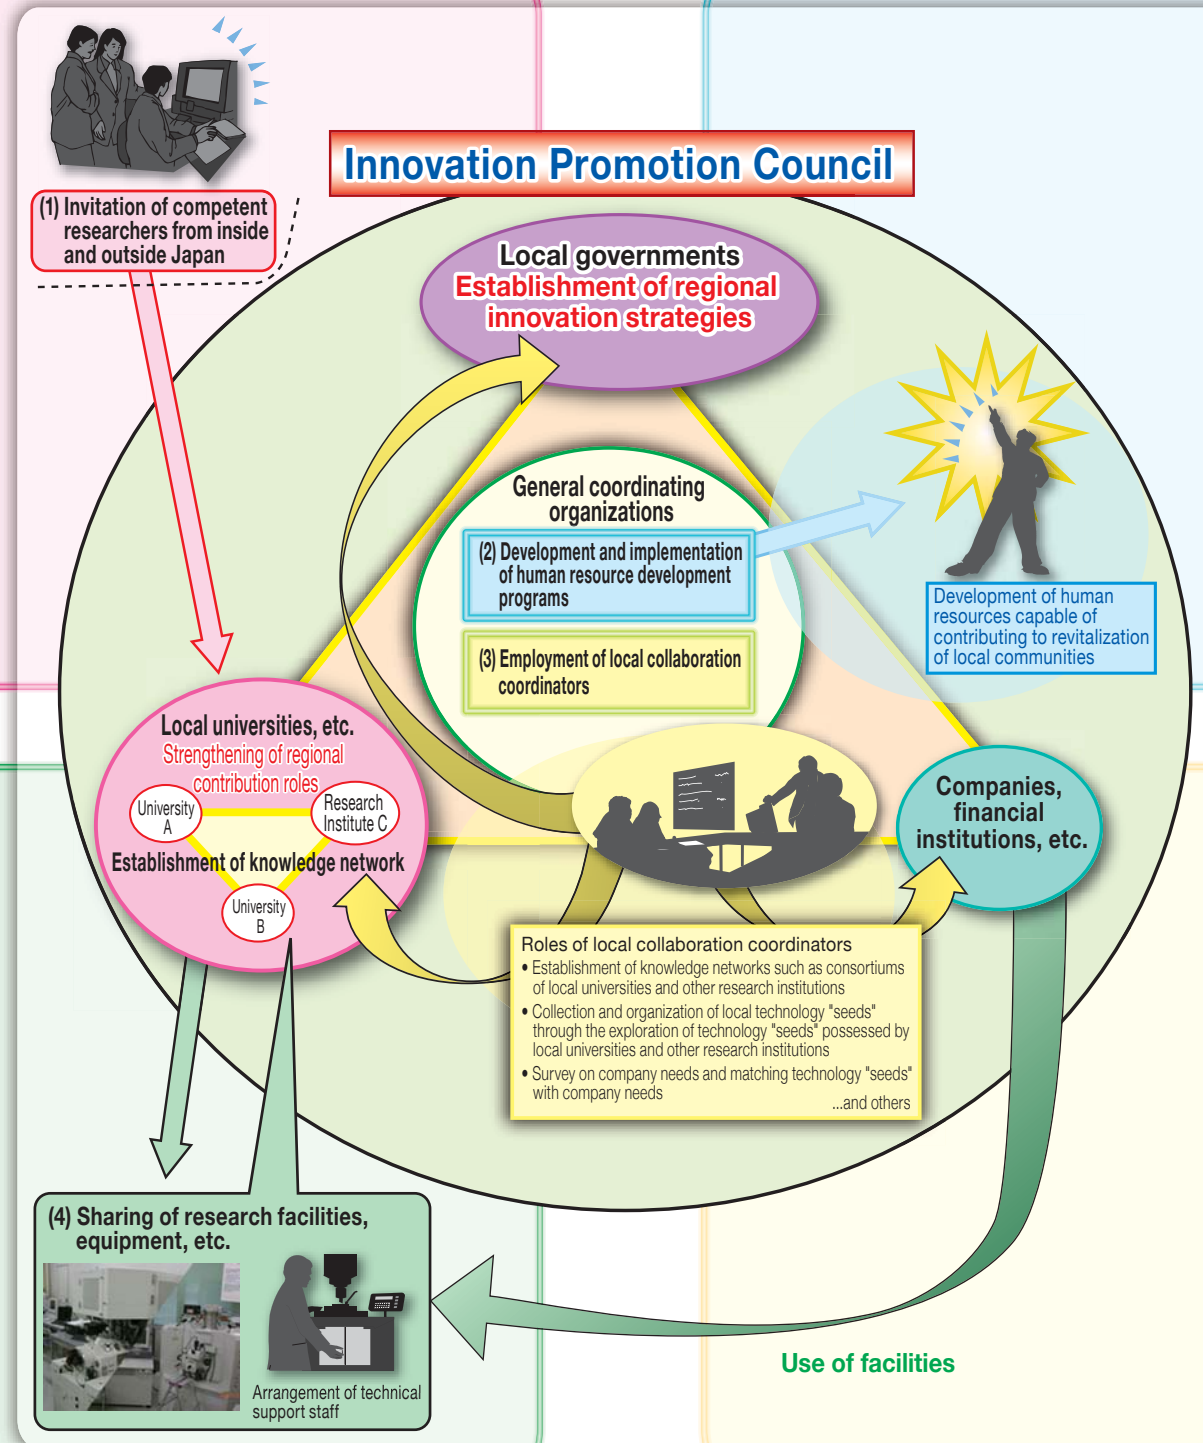 Innovation Promotion Council
(1) Invitation of competent
researchers from inside
and outside Japan
Local governments
Establishment of regional
innovation strategies
General coordinating
organizations
(2) Development and implementation
of human resource development
programs
(3) Employment of local collaboration
coordinators
Development of human
resources capable of
contributing to revitalization
of local communities
Local universities, etc.
Strengthening of regional
contribution roles
University
A
Research
Institute C
Establishment of knowledge network
University
B
Companies,
financial
institutions, etc.
Roles of local collaboration coordinators
• Establishment of knowledge networks such as consortiums
of local universities and other research institutions
• Collection and organization of local technology "seeds"
through the exploration of technology "seeds" possessed by
local universities and other research institutions
• Survey on company needs and matching technology "seeds"
with company needs
...and others
(4) Sharing of research facilities,
equipment, etc.
Arrangement of technical
support staff
Use of facilities